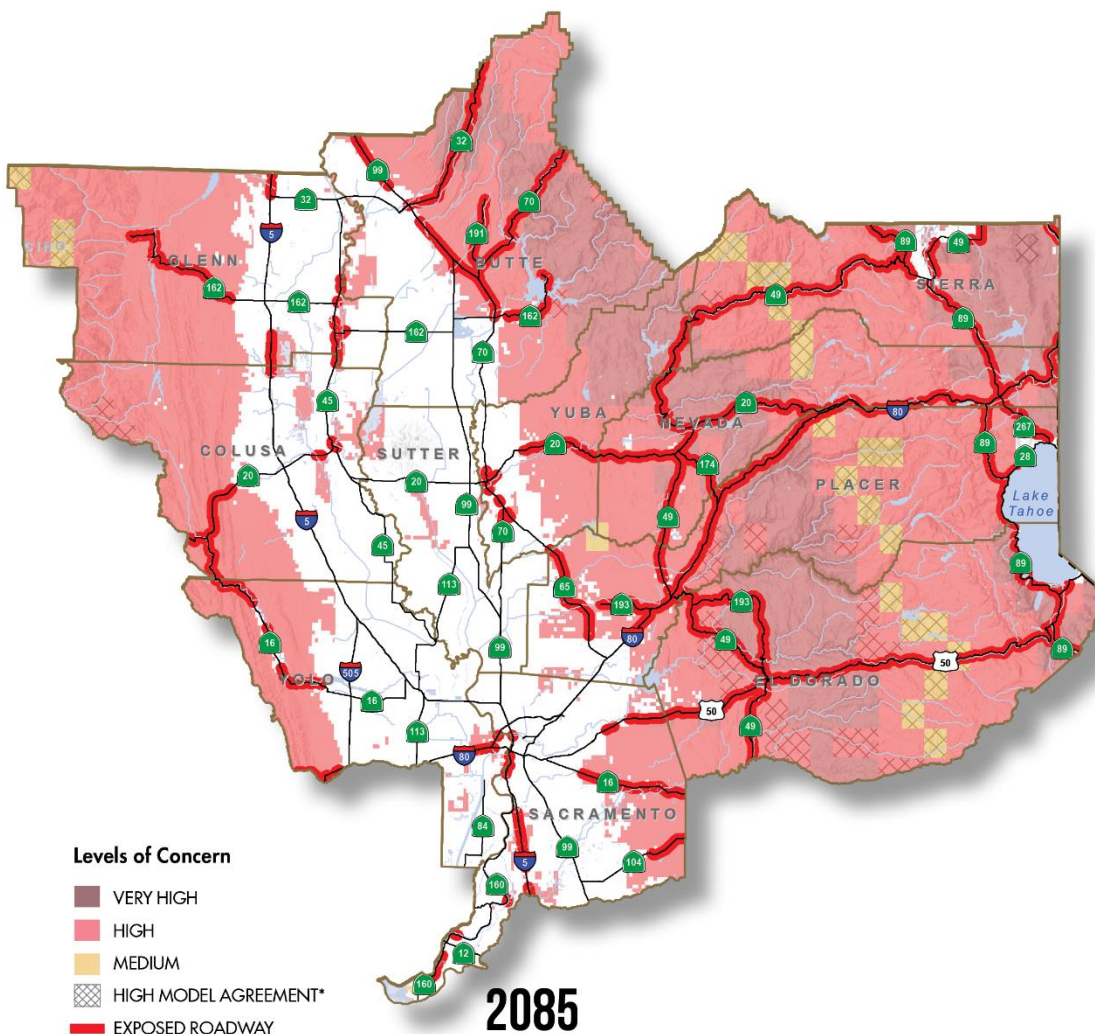 32
99
32
5
70
191
BUTTE
GLENN
162
162
162
162
70
89
49
SIERRA
49
89
45
YUBA
20
NEVADA
20
80
267
89
28
COLUSA
SUTTER
20
20
99
174
PLACER
Lake
Tahoe
5
70
49
45
113
65
193
193
89
16
99
80
49
89
505
YOLO
EL DORADO
50
16
50
49
113
80
16
SACRAMENTO
84
99
5
104
160
12
160
Levels of Concern
VERY HIGH
HIGH
MEDIUM
HIGH MODEL AGREEMENT*
EXPOSED ROADWAY
2085